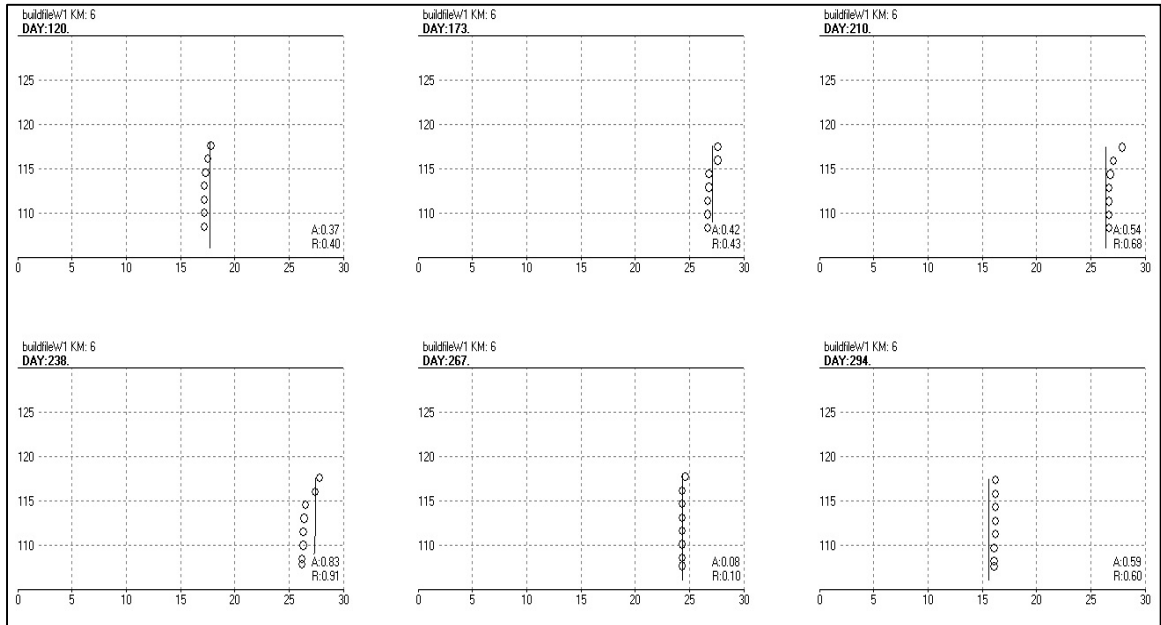 buildfileW1 KM: 6
DAY:120.
125
120
115
110
A:0.37
R:0.40
0 5 10 15 20 25 30
buildfileW1 KM: 6
DAY:173.
125
120
115
110
A:0.42
R:0.43
0 5 10 15 20 25 30
buildfileW1 KM: 6
DAY:210.
125
120
115
110
A:0.54
R:0.68
0 5 10 15 20 25 30
buildfileW1 KM: 6
DAY:238.
125
120
115
110
A:0.83
R:0.91
0 5 10 15 20 25 30
buildfileW1 KM: 6
DAY:267.
125
120
115
110
A:0.08
R:0.10
0 5 10 15 20 25 30
buildfileW1 KM: 6
DAY:294.
125
120
115
110
A:0.59
R:0.60
0 5 10 15 20 25 30